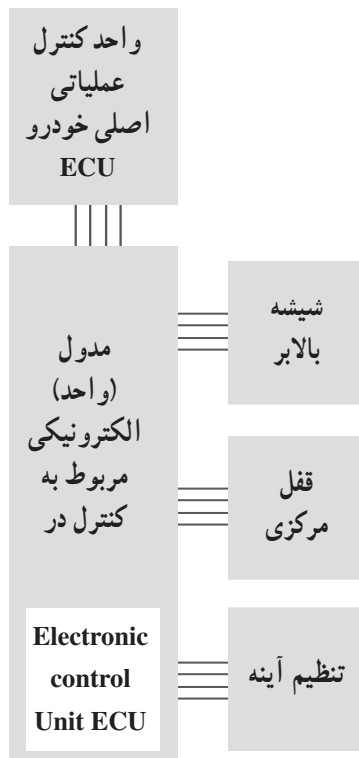 واحد کنترل
عملیاتی
اصلی خودرو
ECU
مدول
(واحد)
الکترونیکی
مربوط به
کنترل در
Electronic
control
Unit ECU
شیشه
بالابر
قفل
مرکزی
تنظیم آینه